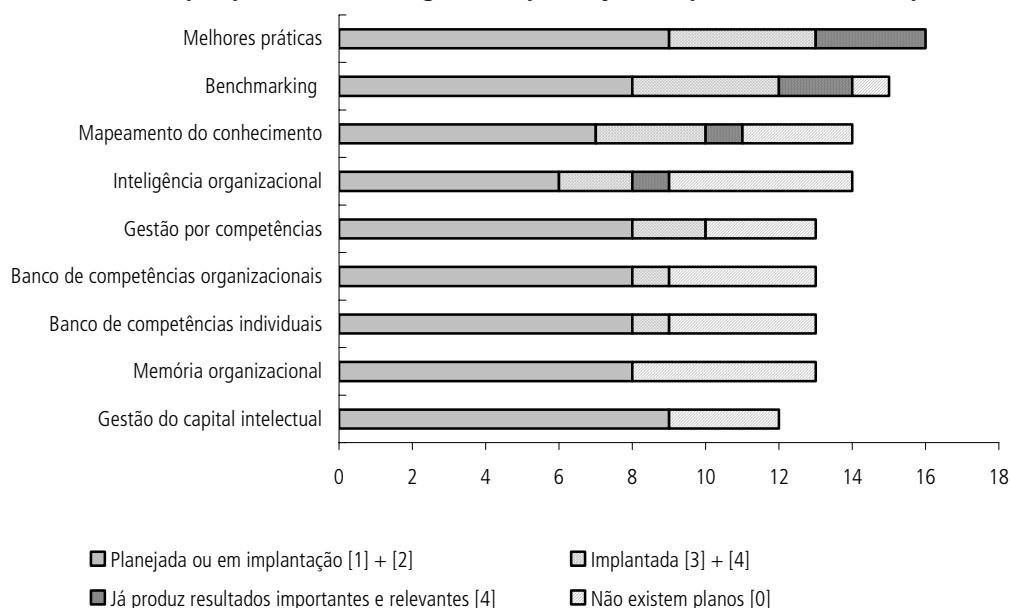 Melhores práticas
Benchmarking
Mapeamento do conhecimento
Inteligência organizacional
Gestão por competências
Banco de competências organizacionais
Banco de competências individuais
Memória organizacional
Gestão do capital intelectual
0 2 4 6 8 10 12 14 16 18
Planejada ou em implantação [1] + [2] Implantada [3] + [4]
Já produz resultados importantes e relevantes [4] Não existem planos [0]